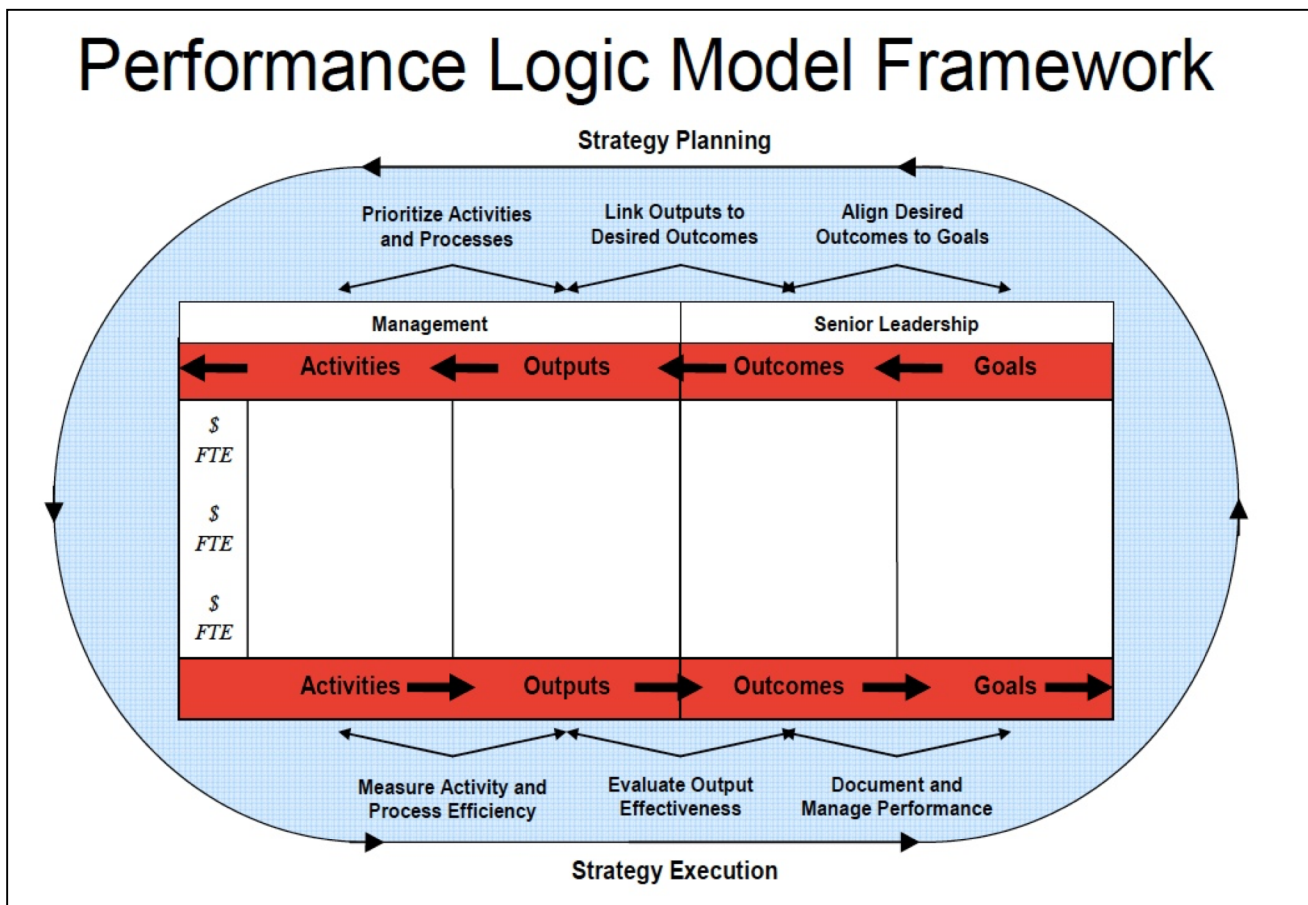 Performance Logic Model Framework
Strategy Planning
Prioritize Activities
and Processes
Link Outputs to
Desired Outcomes
Align Desired
Outcomes to Goals
Management
Senior Leadership
Activities Outputs Outcomes Goals
$
FTE
$
FTE
$
FTE
Activities Outputs Outcomes Goals
Measure Activity and
Process Efficiency
Evaluate Output
Effectiveness
Document and
Manage Performance
Strategy Execution